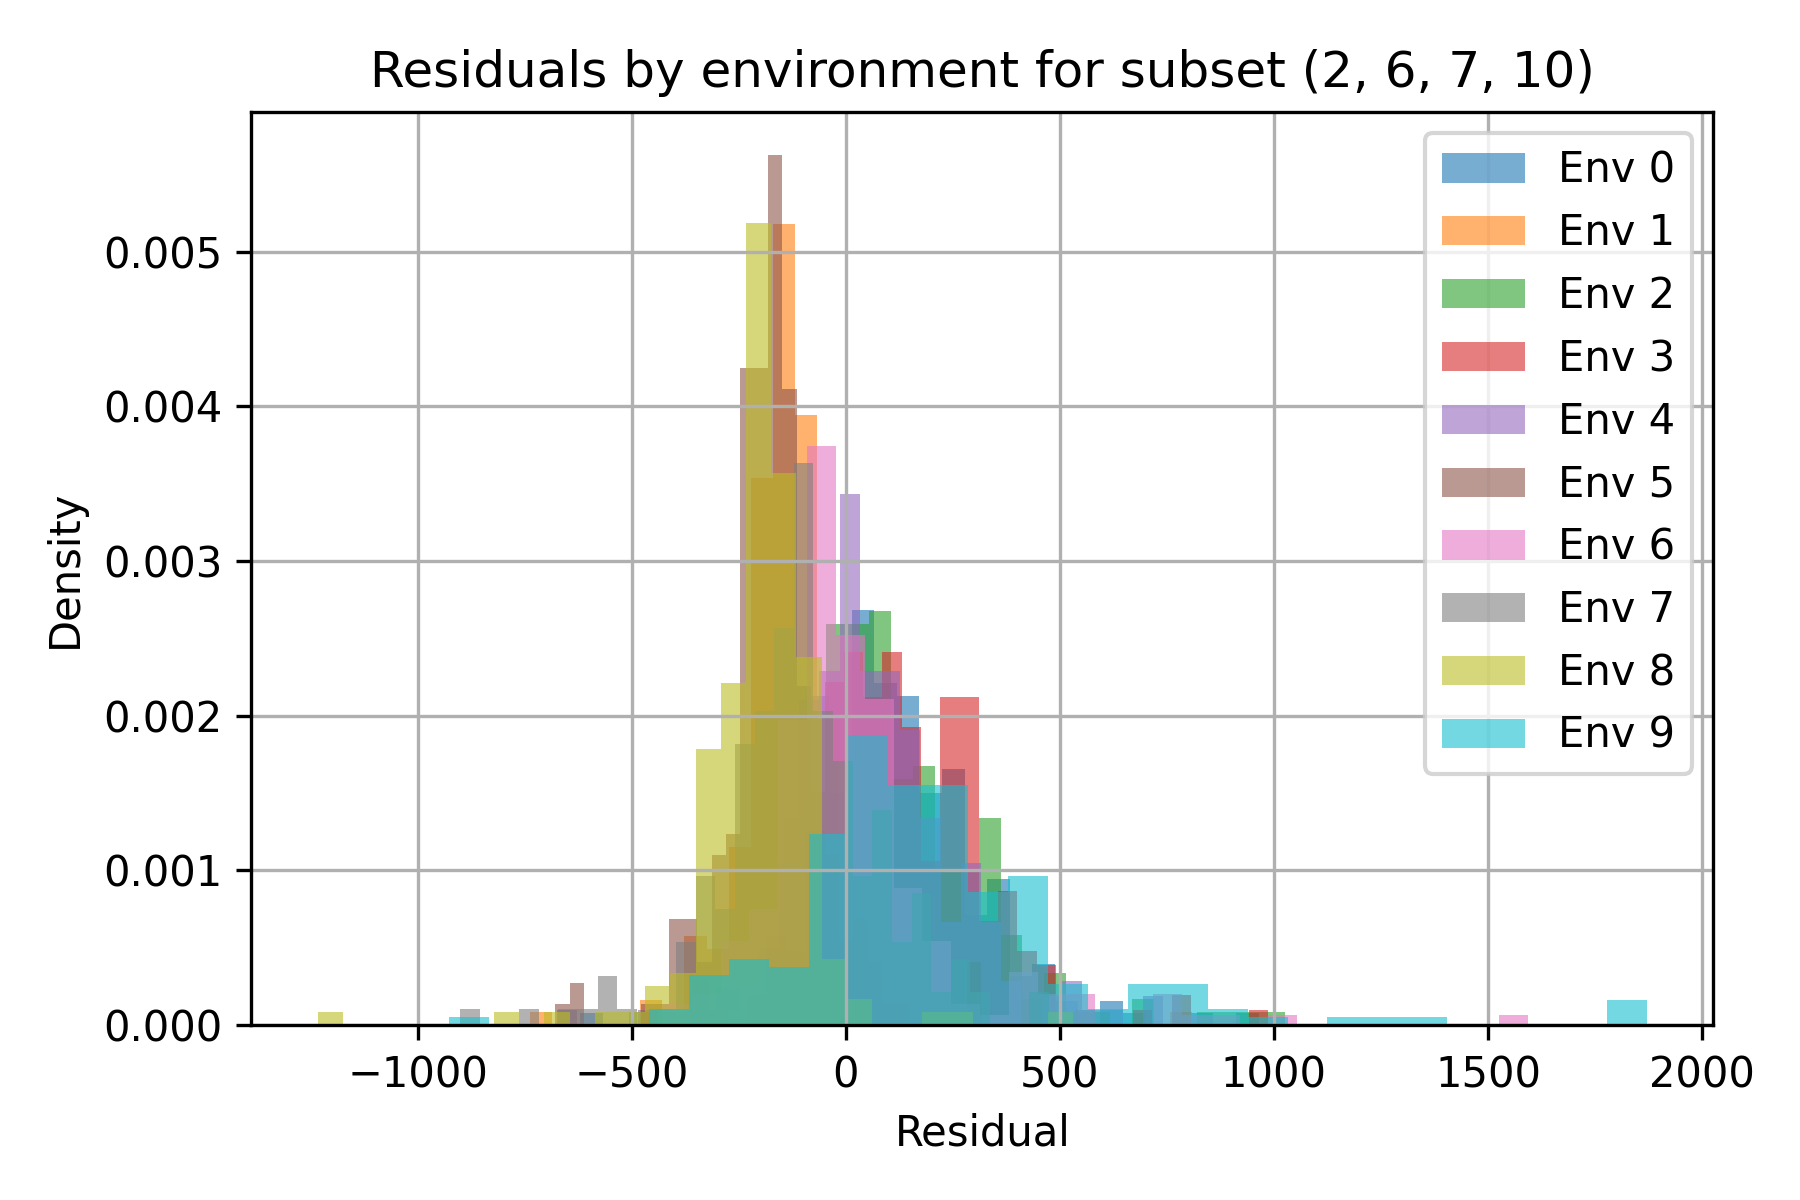 Residuals by environment for subset (2, 6, 7, 10)
Env 0
Env 1
Env 2
Env 3
Env 4
Env 5
Env 6
Env 7
Env 8
Env 9
Density
0.005
0.004
0.003
0.002
0.001
0.000
−1000 −500 0 500 1000 1500 2000
Residual